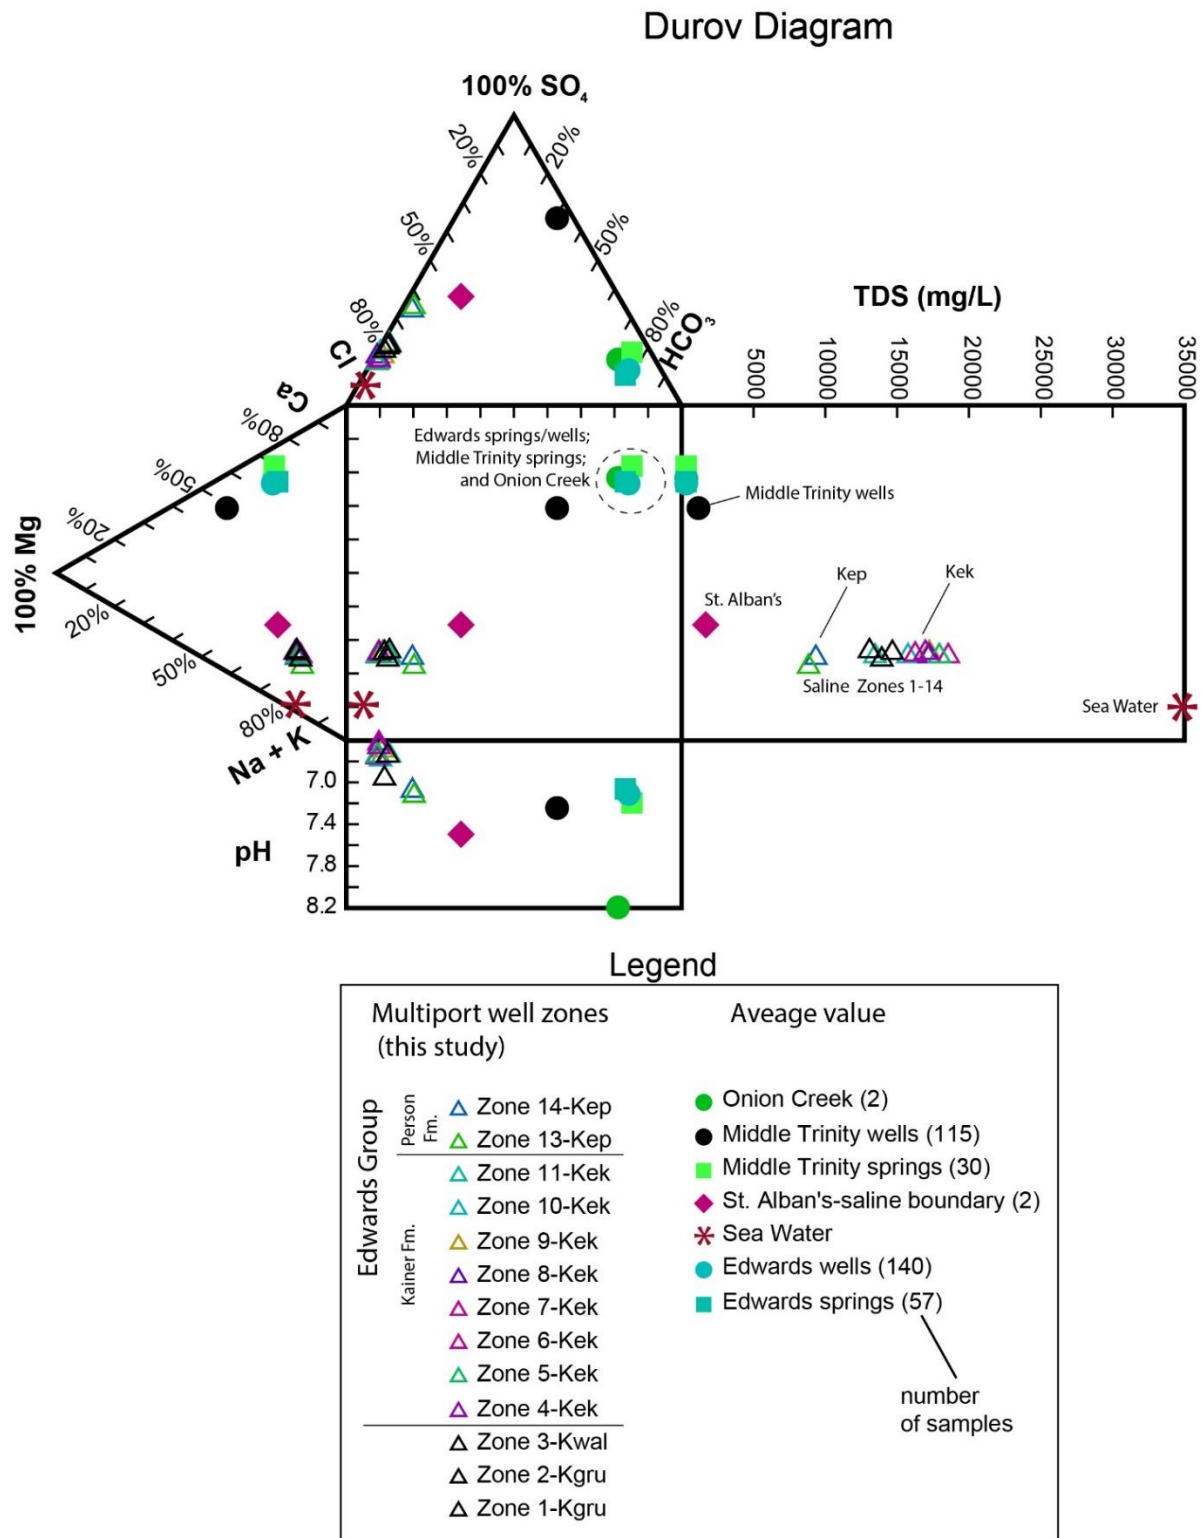 Durov Diagram
100% SO4
20%
20%
50%
50%
80%
80%
Cl
HCO3
TDS (mg/L)
5000
10000
15000
20000
25000
30000
35000
Ca
80%
50%
20%
100% Mg
20%
50%
80%
Na + K
Edwards springs/wells;
Middle Trinity springs;
and Onion Creek
Middle Trinity wells
St. Alban's
Kep
Kek
Saline Zones 1-14
Sea Water
pH
7.0
7.4
7.8
8.2
Legend
Multiport well zones
(this study)
Edwards Group
Person
Fm.
Zone 14-Kep
Zone 13-Kep
Kainer Fm.
Zone 11-Kek
Zone 10-Kek
Zone 9-Kek
Zone 8-Kek
Zone 7-Kek
Zone 6-Kek
Zone 5-Kek
Zone 4-Kek
Zone 3-Kwal
Zone 2-Kgru
Zone 1-Kgru
Aveage value
Onion Creek (2)
Middle Trinity wells (115)
Middle Trinity springs (30)
St. Alban's-saline boundary (2)
Sea Water
Edwards wells (140)
Edwards springs (57)
number
of samples